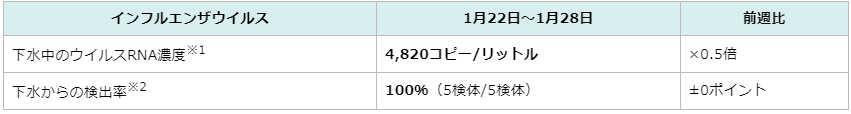 インフルエンザウイルス 1月22日～1月28日 前週比
下水中のウイルスRNA濃度※1 4,820コピー/リットル ×0.5倍
下水からの検出率※2 100%（5検体/5検体） ±0ポイント